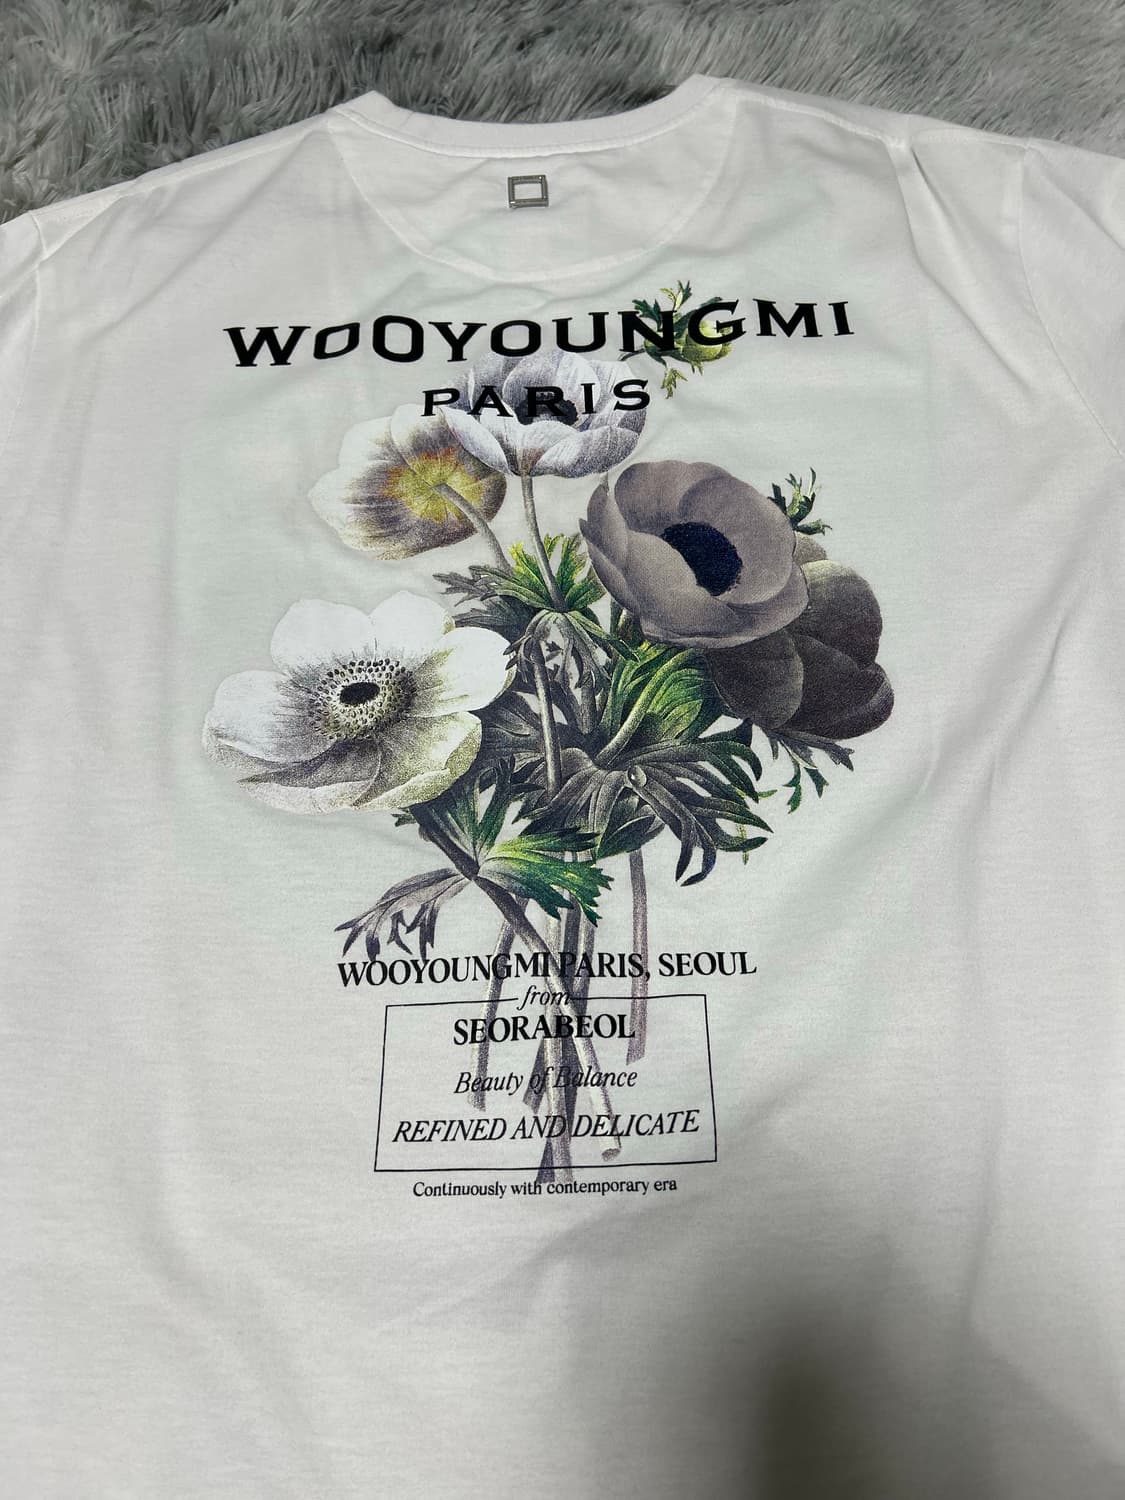 WOOYOUNGMI
PARIS
WOOYOUNGMI PARIS, SEOUL
from
SEORABEOL
Beauty of Balance
REFINED AND DELICATE
Continuously with contemporary era